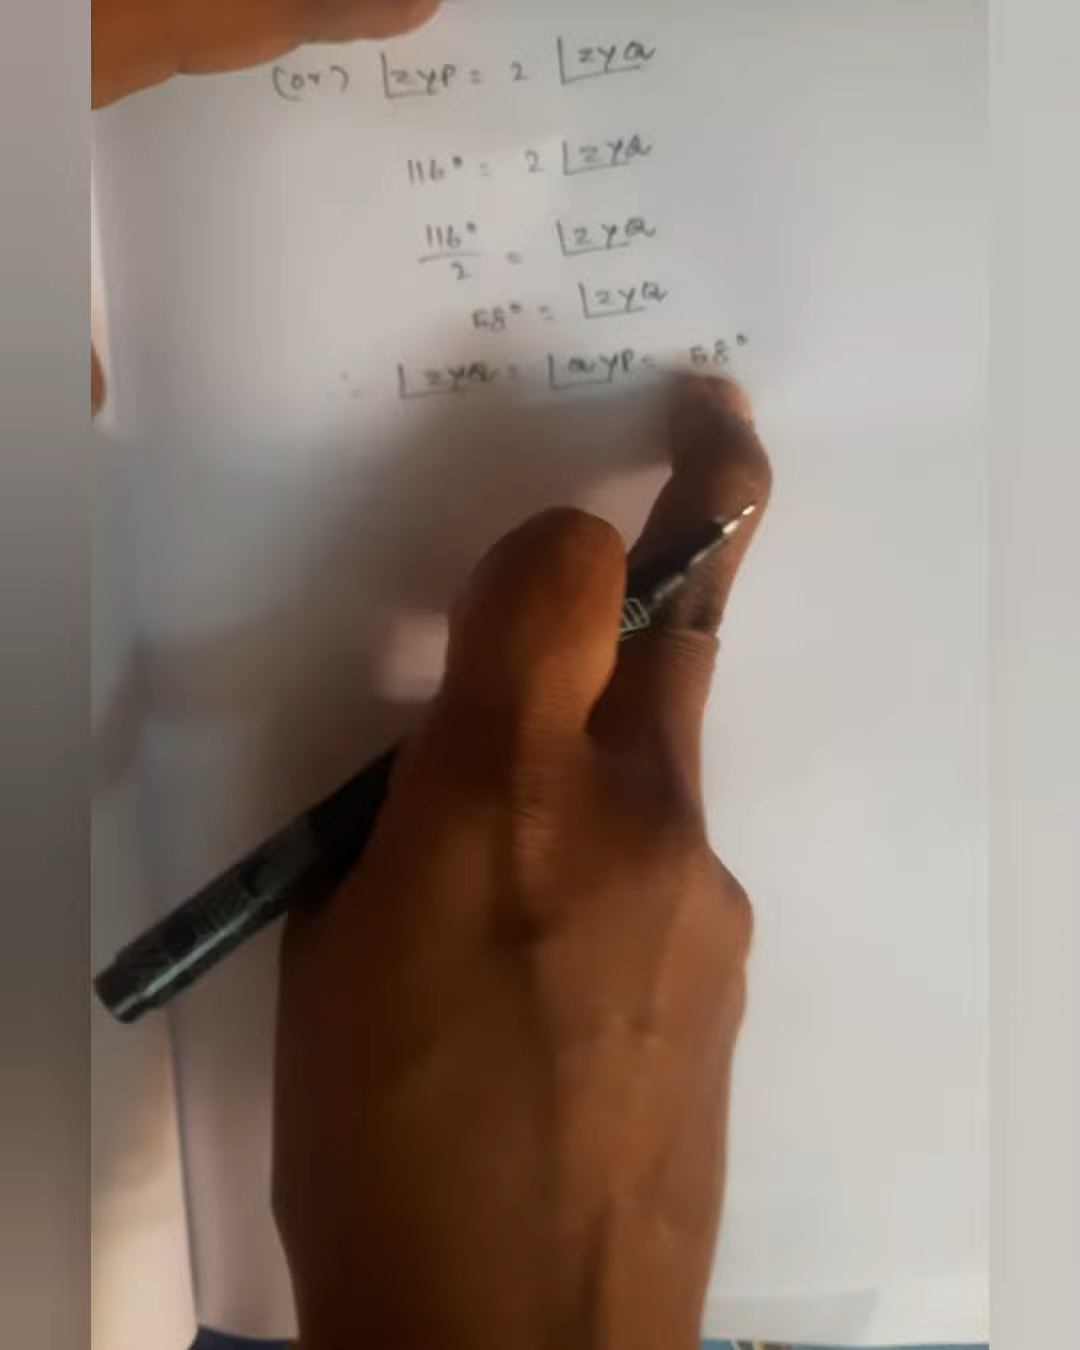 (or) ∠ZYP = 2 ∠ZYQ
116° = 2 ∠ZYQ
116°/2 = ∠ZYQ
58° = ∠ZYQ
∴ ∠ZYQ = ∠QYP = 58°